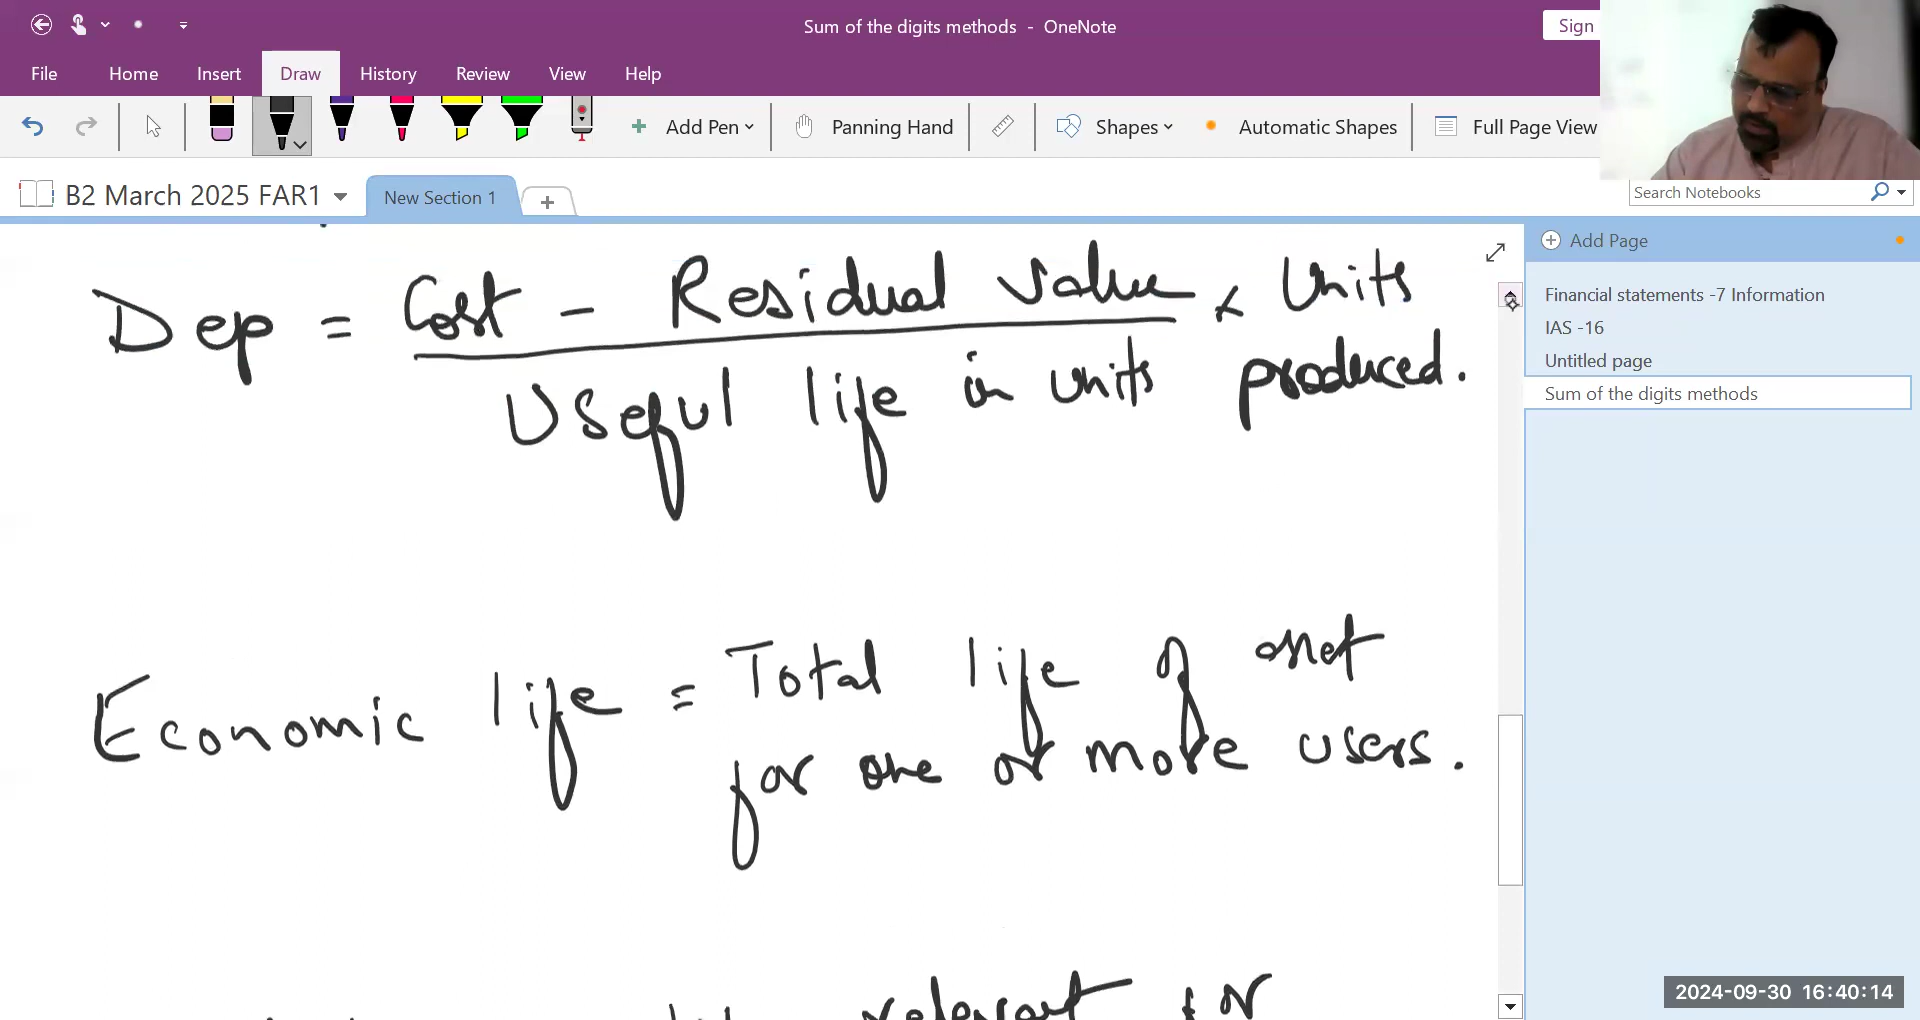 Sum of the digits methods - OneNote
Sign
File Home Insert Draw History Review View Help
Add Pen Panning Hand Shapes Automatic Shapes Full Page View
B2 March 2025 FAR1 New Section 1
Search Notebooks
Add Page
Financial statements -7 Information
IAS -16
Untitled page
Sum of the digits methods
Dep = Cost - Residual Value × Units
Useful life in units produced.
Economic life = Total life of asset
for one or more users.
relevant for
2024-09-30 16:40:14